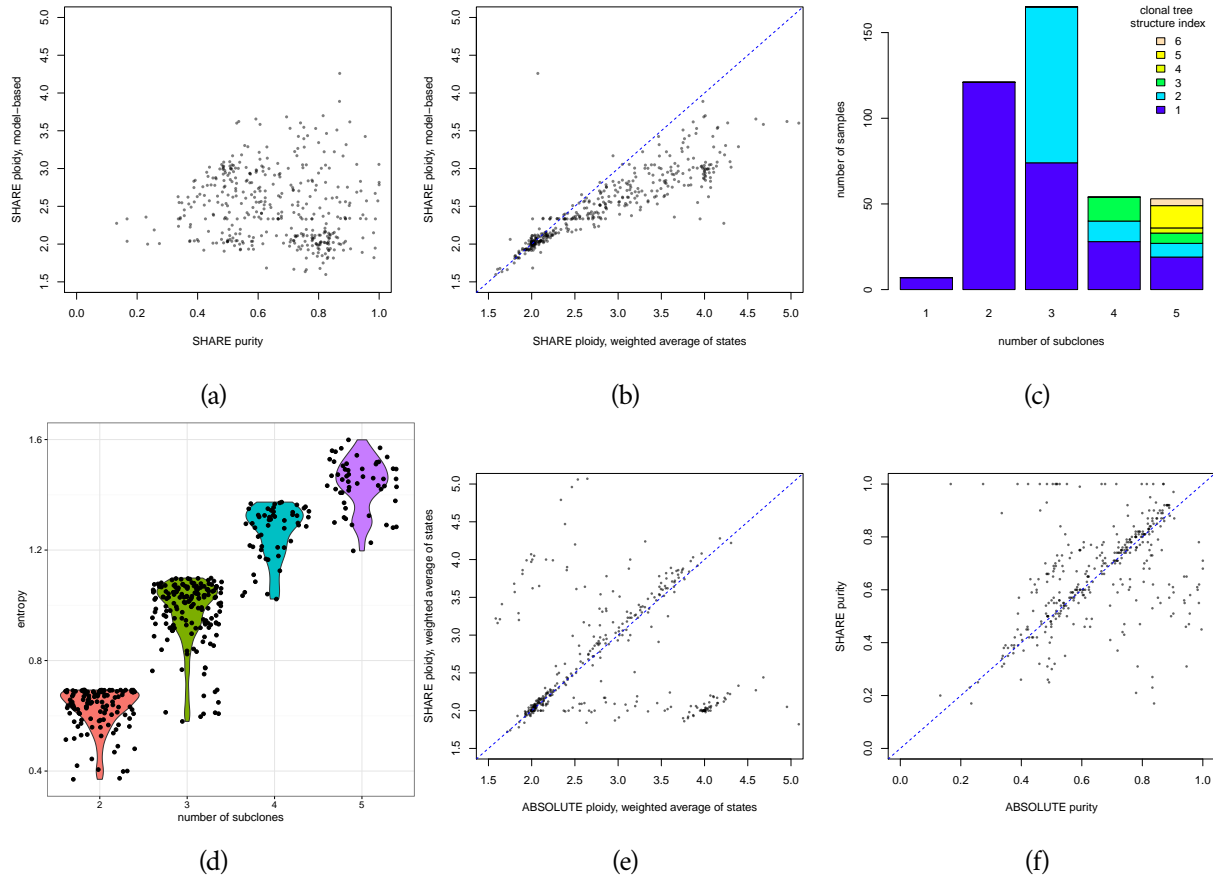 SHARE ploidy, model−based
5.0
4.5
4.0
3.5
3.0
2.5
2.0
1.5
0.0 0.2 0.4 0.6 0.8 1.0
SHARE purity
(a)
SHARE ploidy, model−based
5.0
4.5
4.0
3.5
3.0
2.5
2.0
1.5
1.5 2.0 2.5 3.0 3.5 4.0 4.5 5.0
SHARE ploidy, weighted average of states
(b)
number of samples
150
100
50
0
clonal tree
structure index
6
5
4
3
2
1
1 2 3 4 5
number of subclones
(c)
entropy
1.6
1.2
0.8
0.4
2 3 4 5
number of subclones
(d)
SHARE ploidy, weighted average of states
5.0
4.5
4.0
3.5
3.0
2.5
2.0
1.5
1.5 2.0 2.5 3.0 3.5 4.0 4.5 5.0
ABSOLUTE ploidy, weighted average of states
(e)
SHARE purity
1.0
0.8
0.6
0.4
0.2
0.0
0.0 0.2 0.4 0.6 0.8 1.0
ABSOLUTE purity
(f)